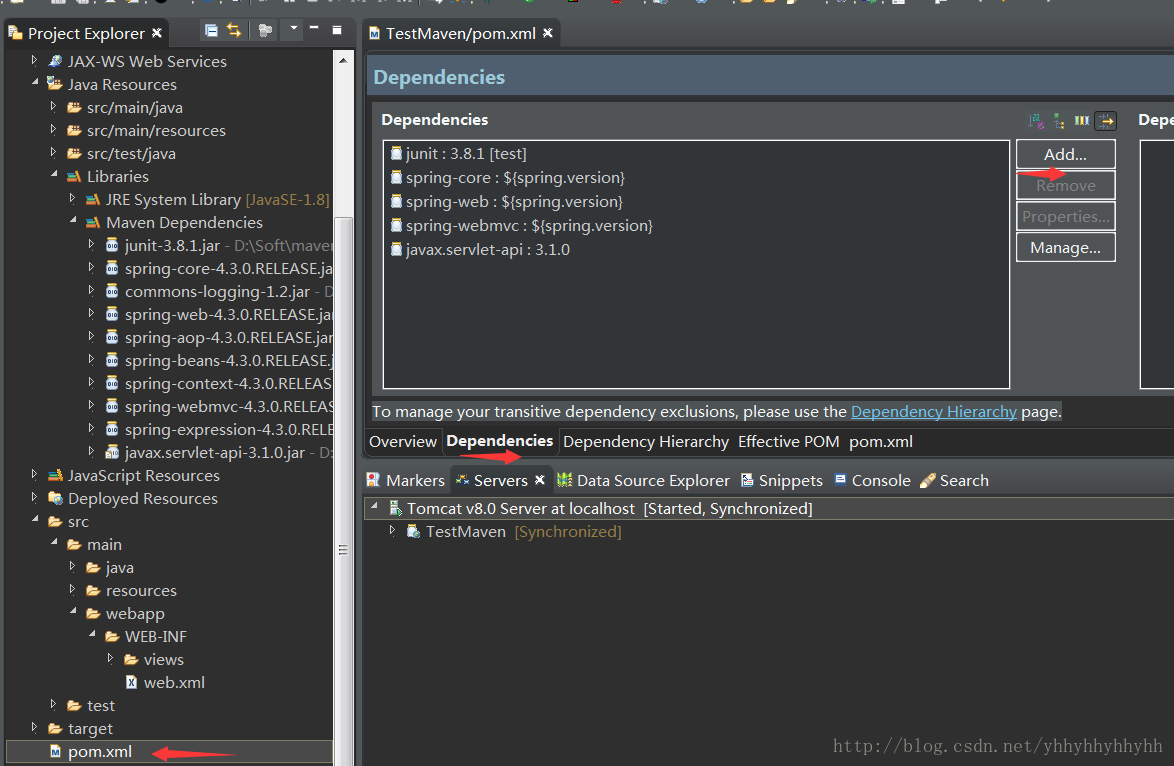 Project Explorer
JAX-WS Web Services
Java Resources
src/main/java
src/main/resources
src/test/java
Libraries
JRE System Library [JavaSE-1.8]
Maven Dependencies
junit-3.8.1.jar - D:\Soft\maven
spring-core-4.3.0.RELEASE.ja
commons-logging-1.2.jar - D
spring-web-4.3.0.RELEASE.jar
spring-aop-4.3.0.RELEASE.jar
spring-beans-4.3.0.RELEASE.j
spring-context-4.3.0.RELEAS
spring-webmvc-4.3.0.RELEAS
spring-expression-4.3.0.RELE
javax.servlet-api-3.1.0.jar - D:
JavaScript Resources
Deployed Resources
src
main
java
resources
webapp
WEB-INF
views
web.xml
test
target
pom.xml
TestMaven/pom.xml
Dependencies
Dependencies
Depe
junit : 3.8.1 [test]
spring-core : ${spring.version}
spring-web : ${spring.version}
spring-webmvc : ${spring.version}
javax.servlet-api : 3.1.0
Add...
Remove
Properties...
Manage...
To manage your transitive dependency exclusions, please use the Dependency Hierarchy page.
Overview Dependencies Dependency Hierarchy Effective POM pom.xml
Markers Servers Data Source Explorer Snippets Console Search
Tomcat v8.0 Server at localhost [Started, Synchronized]
TestMaven [Synchronized]
http://blog.csdn.net/yhhyhhyhhyhh